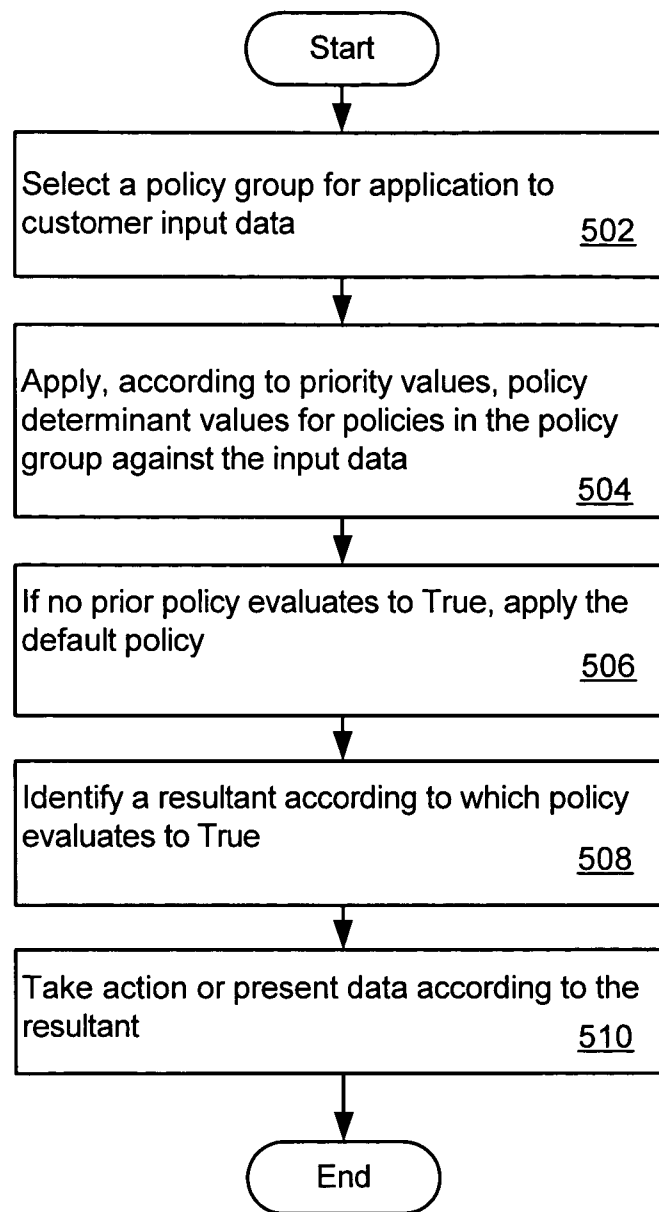 Start
Select a policy group for application to
customer input data
502
Apply, according to priority values, policy
determinant values for policies in the policy
group against the input data
504
If no prior policy evaluates to True, apply the
default policy
506
Identify a resultant according to which policy
evaluates to True
508
Take action or present data according to the
resultant
510
End